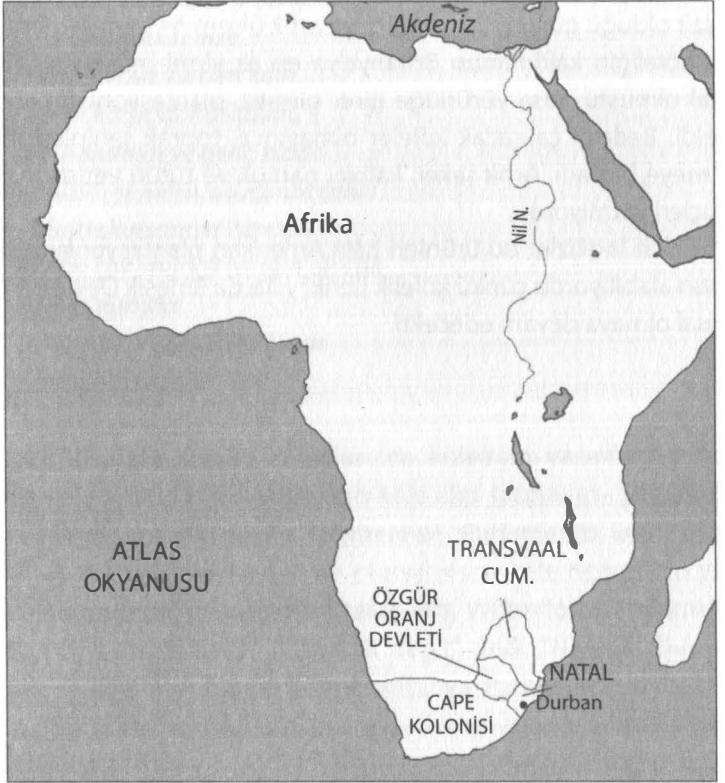 Akdeniz
Afrika
Nil N.
ATLAS
OKYANUSU
TRANSVAAL
CUM.
ÖZGÜR
ORANJ
DEVLETİ
NATAL
Durban
CAPE
KOLONİSİ